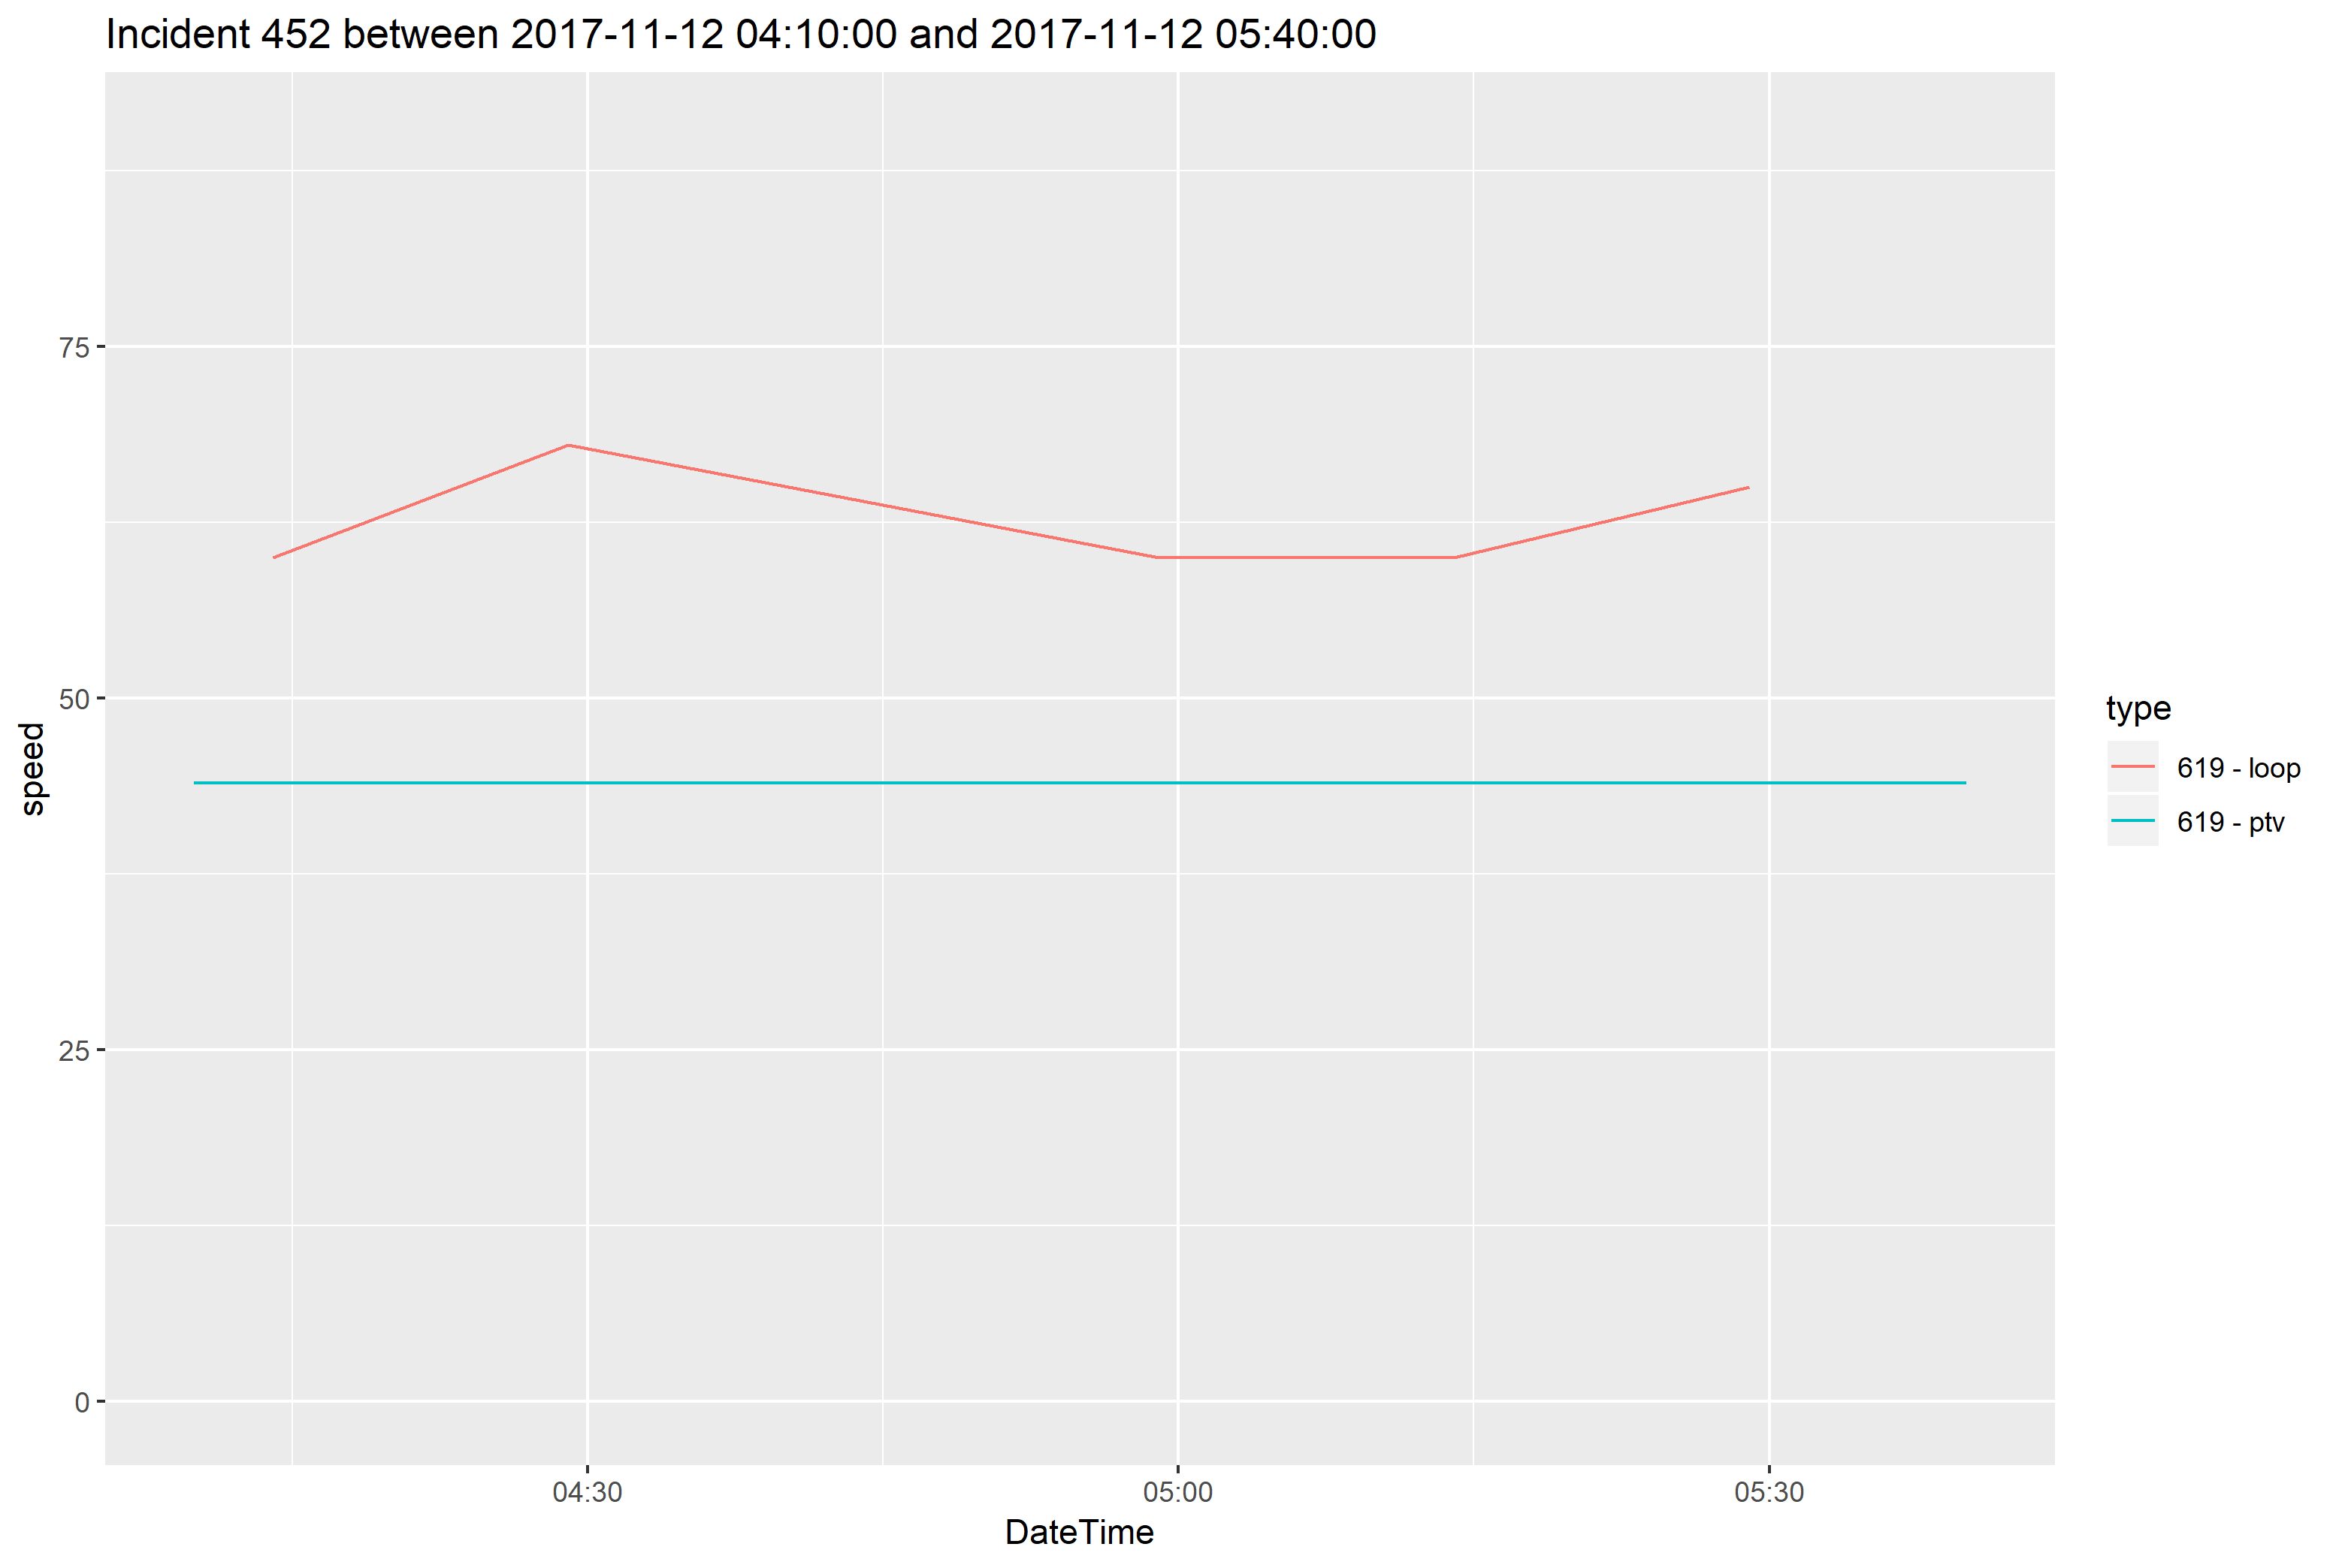 Incident 452 between 2017-11-12 04:10:00 and 2017-11-12 05:40:00
75
50
25
0
speed
04:30
05:00
05:30
DateTime
type
619 - loop
619 - ptv